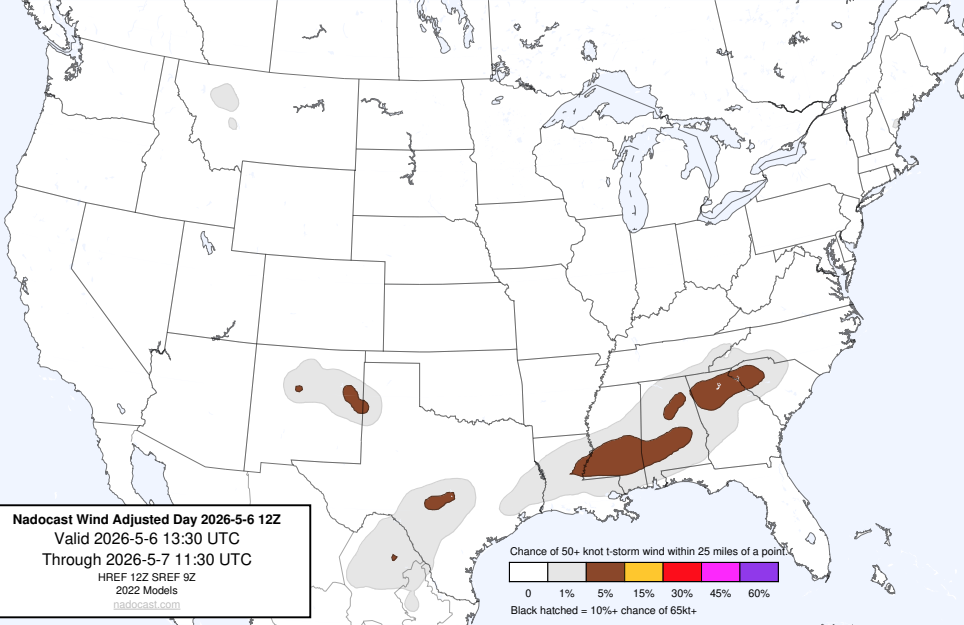 Nadocast Wind Adjusted Day 2026-5-6 12Z
Valid 2026-5-6 13:30 UTC
Through 2026-5-7 11:30 UTC
HREF 12Z SREF 9Z
2022 Models
nadocast.com
Chance of 50+ knot t-storm wind within 25 miles of a point.
0 1% 5% 15% 30% 45% 60%
Black hatched = 10%+ chance of 65kt+